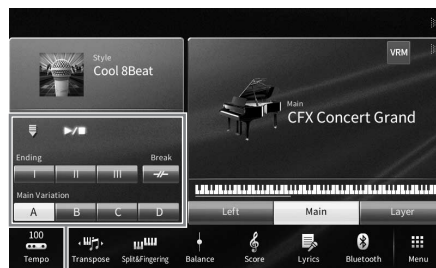 Style
Cool 8Beat
VRM
Main
CFX Concert Grand
Ending
Break
I
II
III
Main Variation
A
B
C
D
Left
Main
Layer
100
Tempo
Transpose
Split&Fingering
Balance
Score
Lyrics
Bluetooth
Menu